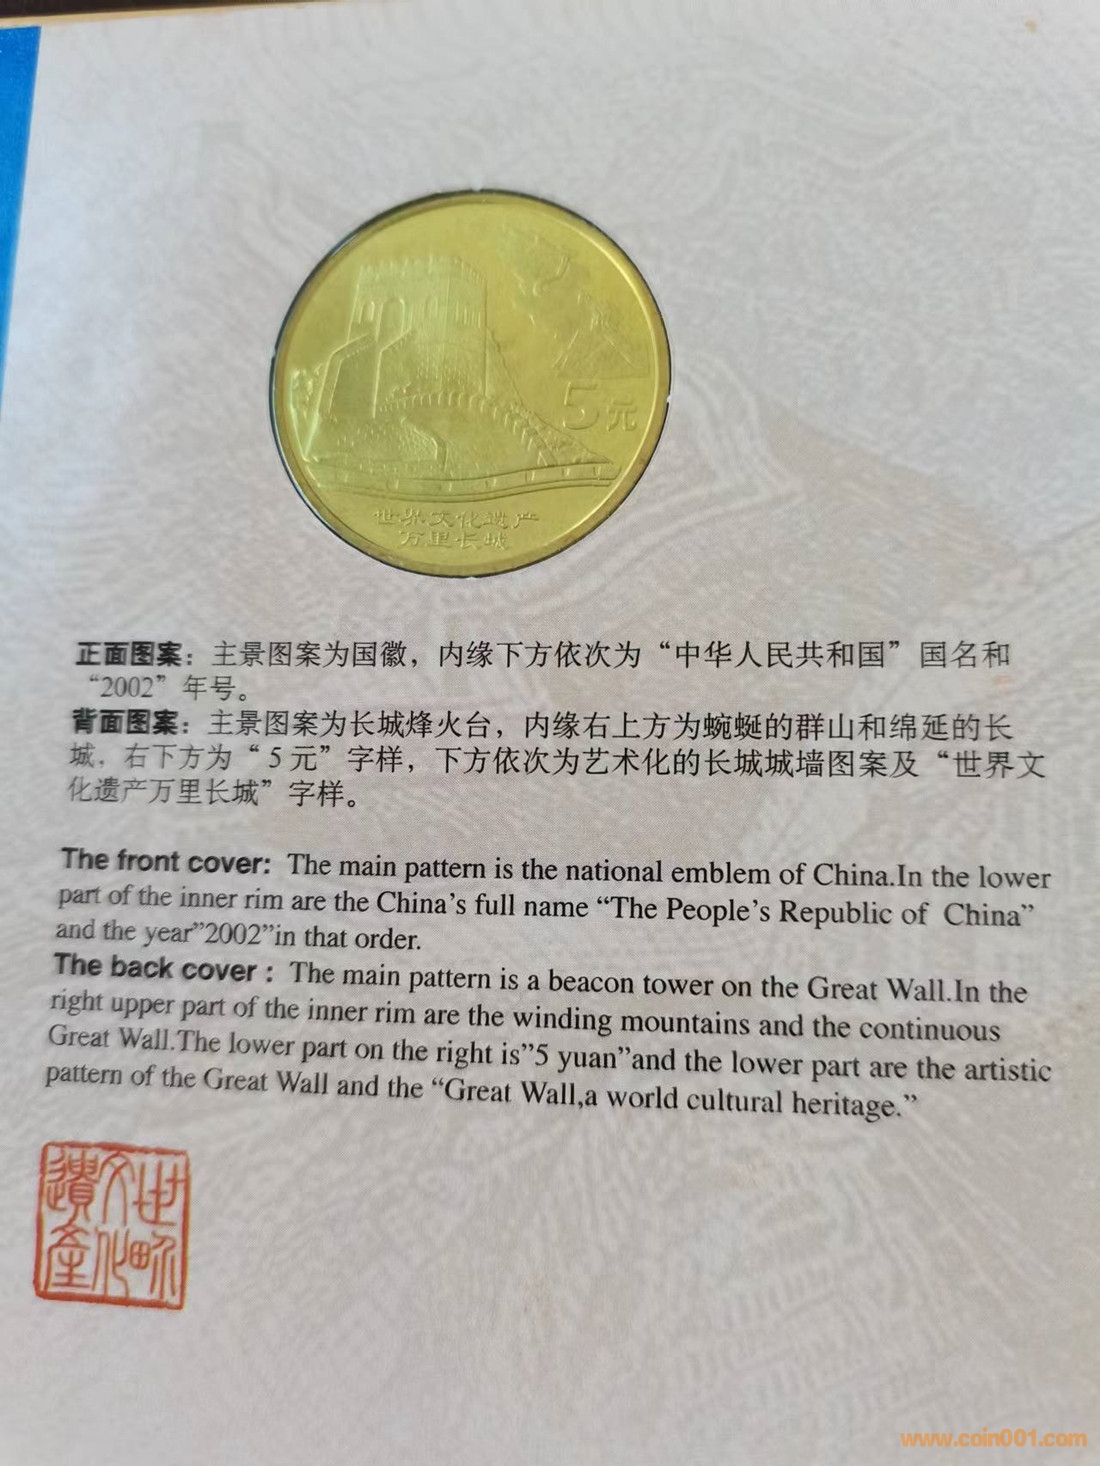 5元
世界文化遗产
万里长城
正面图案：主景图案为国徽，内缘下方依次为“中华人民共和国”国名和
“2002”年号。
背面图案：主景图案为长城烽火台，内缘右上方为蜿蜒的群山和绵延的长
城，右下方为“5元”字样，下方依次为艺术化的长城城墙图案及“世界文
化遗产万里长城”字样。
The front cover: The main pattern is the national emblem of China.In the lower
part of the inner rim are the China’s full name “The People’s Republic of China”
and the year”2002”in that order.
The back cover : The main pattern is a beacon tower on the Great Wall.In the
right upper part of the inner rim are the winding mountains and the continuous
Great Wall.The lower part on the right is”5 yuan”and the lower part are the artistic
pattern of the Great Wall and the “Great Wall,a world cultural heritage.”
世界文化遺產
www.coin001.com